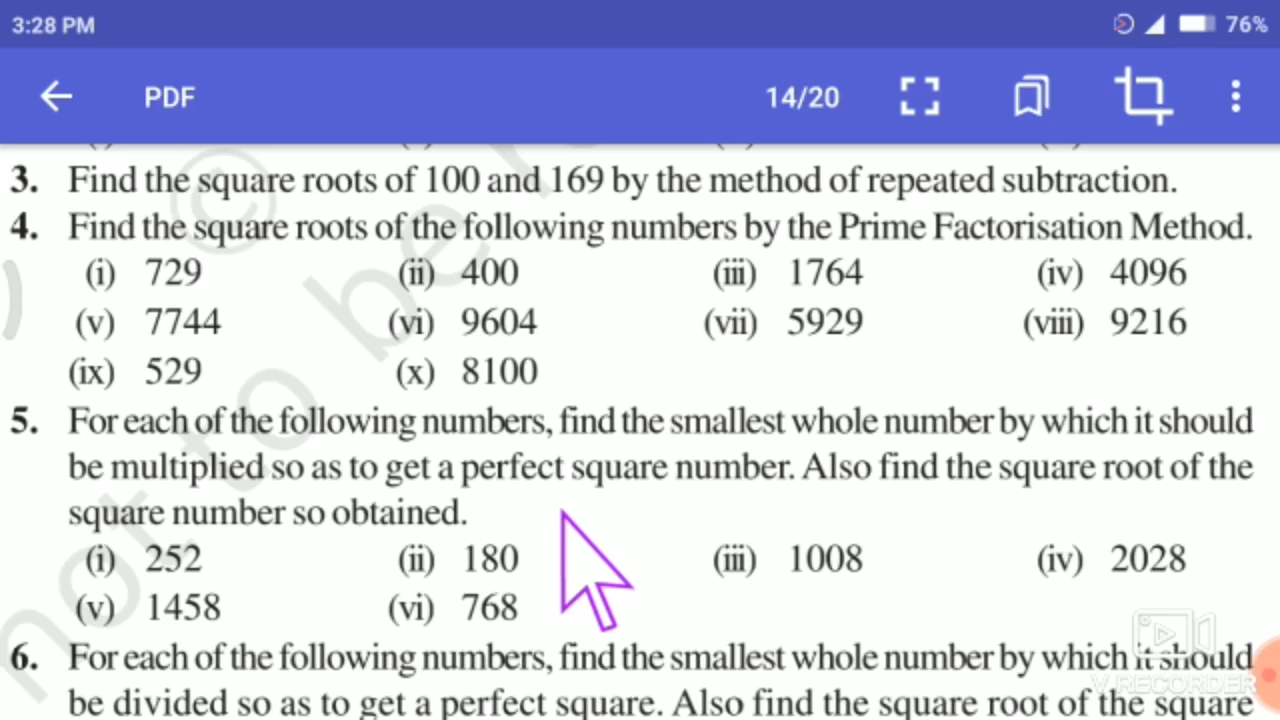 3:28 PM 76%
PDF 14/20
3. Find the square roots of 100 and 169 by the method of repeated subtraction.
4. Find the square roots of the following numbers by the Prime Factorisation Method.
(i) 729 (ii) 400 (iii) 1764 (iv) 4096
(v) 7744 (vi) 9604 (vii) 5929 (viii) 9216
(ix) 529 (x) 8100
5. For each of the following numbers, find the smallest whole number by which it should
be multiplied so as to get a perfect square number. Also find the square root of the
square number so obtained.
(i) 252 (ii) 180 (iii) 1008 (iv) 2028
(v) 1458 (vi) 768
6. For each of the following numbers, find the smallest whole number by which it should
be divided so as to get a perfect square. Also find the square root of the square
V.RECORDER
© not to be